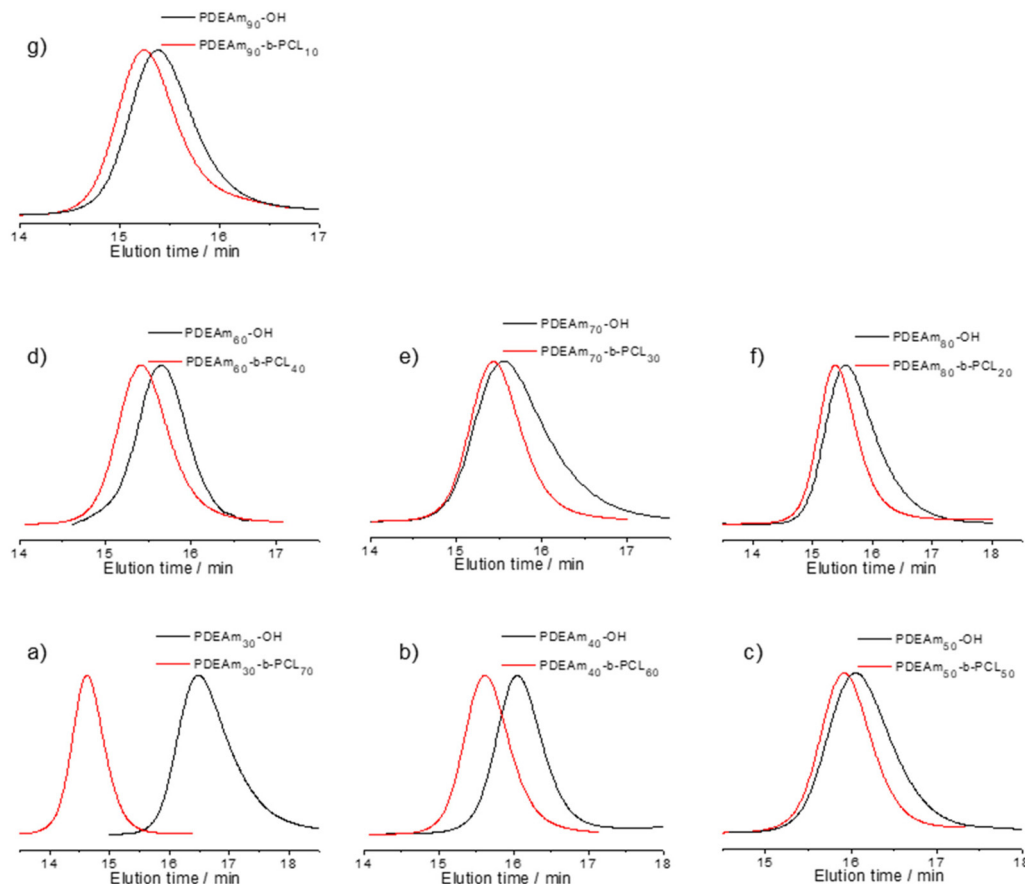 g)
PDEAm90-OH
PDEAm90-b-PCL10
14 15 16 17
Elution time / min
d)
PDEAm60-OH
PDEAm60-b-PCL40
14 15 16 17
Elution time / min
e)
PDEAm70-OH
PDEAm70-b-PCL30
14 15 16 17
Elution time / min
f)
PDEAm80-OH
PDEAm80-b-PCL20
14 15 16 17 18
Elution time / min
a)
PDEAm30-OH
PDEAm30-b-PCL70
14 15 16 17 18
Elution time / min
b)
PDEAm40-OH
PDEAm40-b-PCL60
14 15 16 17 18
Elution time / min
c)
PDEAm50-OH
PDEAm50-b-PCL50
15 16 17 18
Elution time / min